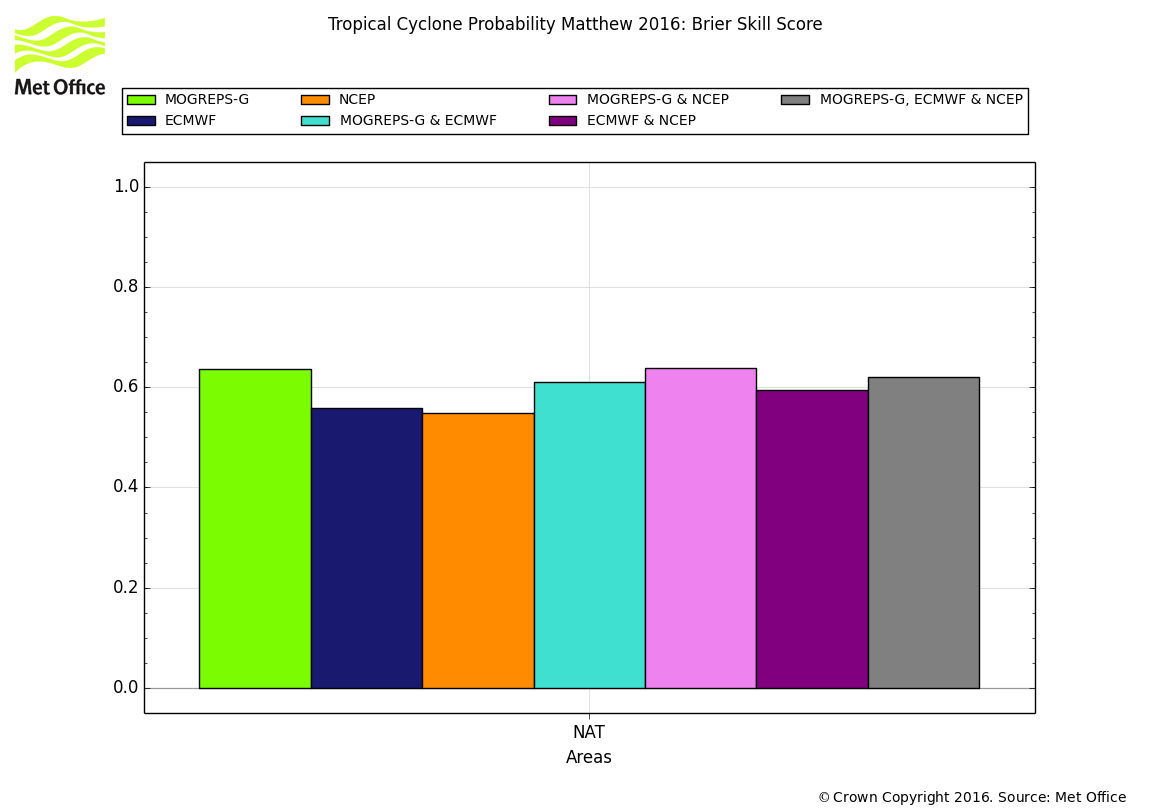 Tropical Cyclone Probability Matthew 2016: Brier Skill Score
Met Office
MOGREPS-G NCEP MOGREPS-G & NCEP MOGREPS-G, ECMWF & NCEP
ECMWF MOGREPS-G & ECMWF ECMWF & NCEP
1.0
0.8
0.6
0.4
0.2
0.0
NAT
Areas
© Crown Copyright 2016. Source: Met Office